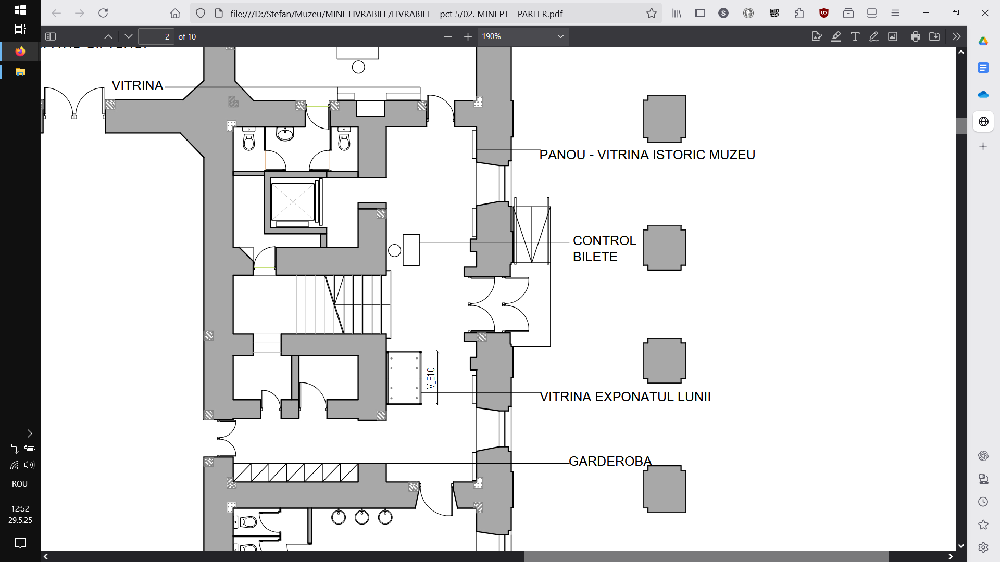 file:///D:/Stefan/Muzeu/MINI-LIVRABILE/LIVRABILE - pct 5/02. MINI PT - PARTER.pdf
2 of 10
190%
VITRINA
PANOU - VITRINA ISTORIC MUZEU
CONTROL
BILETE
V_E10
VITRINA EXPONATUL LUNII
GARDEROBA
ROU
12:52
29.5.25